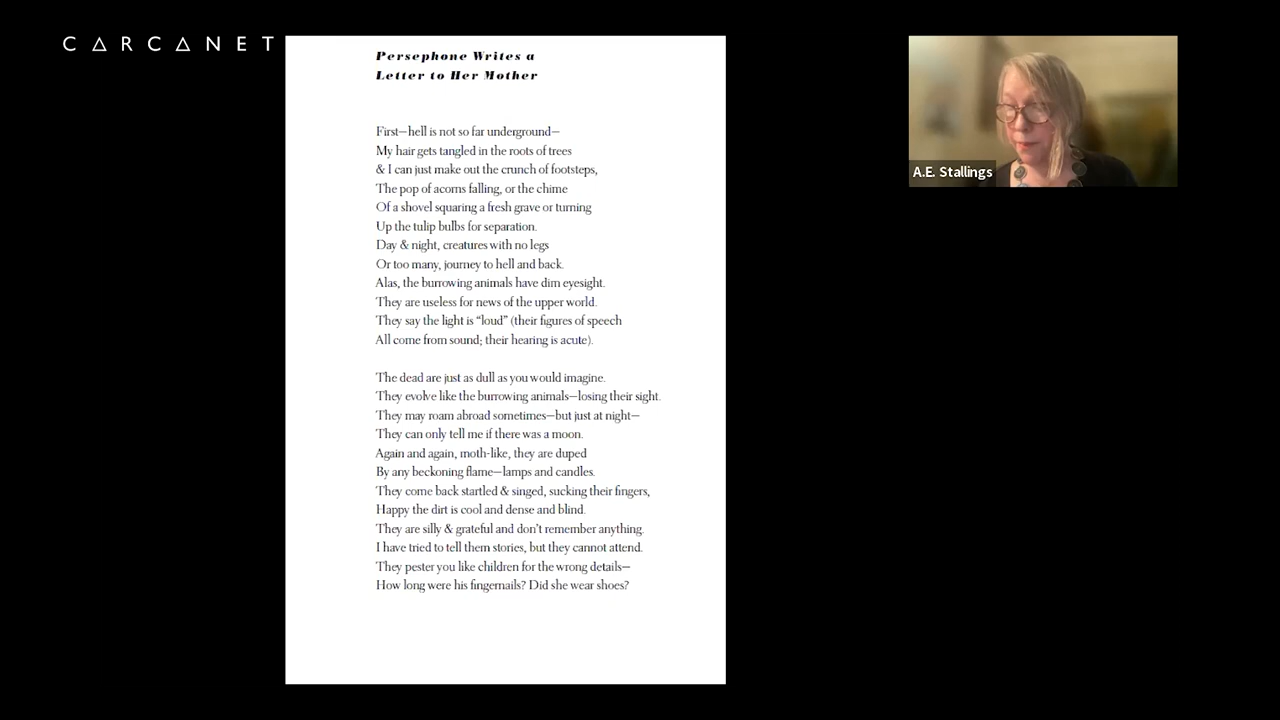 CARCANET
Persephone Writes a
Letter to Her Mother
First—hell is not so far underground—
My hair gets tangled in the roots of trees
& I can just make out the crunch of footsteps,
The pop of acorns falling, or the chime
Of a shovel squaring a fresh grave or turning
Up the tulip bulbs for separation.
Day & night, creatures with no legs
Or too many, journey to hell and back.
Alas, the burrowing animals have dim eyesight.
They are useless for news of the upper world.
They say the light is “loud” (their figures of speech
All come from sound; their hearing is acute).
The dead are just as dull as you would imagine.
They evolve like the burrowing animals—losing their sight.
They may roam abroad sometimes—but just at night—
They can only tell me if there was a moon.
Again and again, moth-like, they are duped
By any beckoning flame—lamps and candles.
They come back startled & singed, sucking their fingers,
Happy the dirt is cool and dense and blind.
They are silly & grateful and don’t remember anything.
I have tried to tell them stories, but they cannot attend.
They pester you like children for the wrong details—
How long were his fingernails? Did she wear shoes?
A.E. Stallings